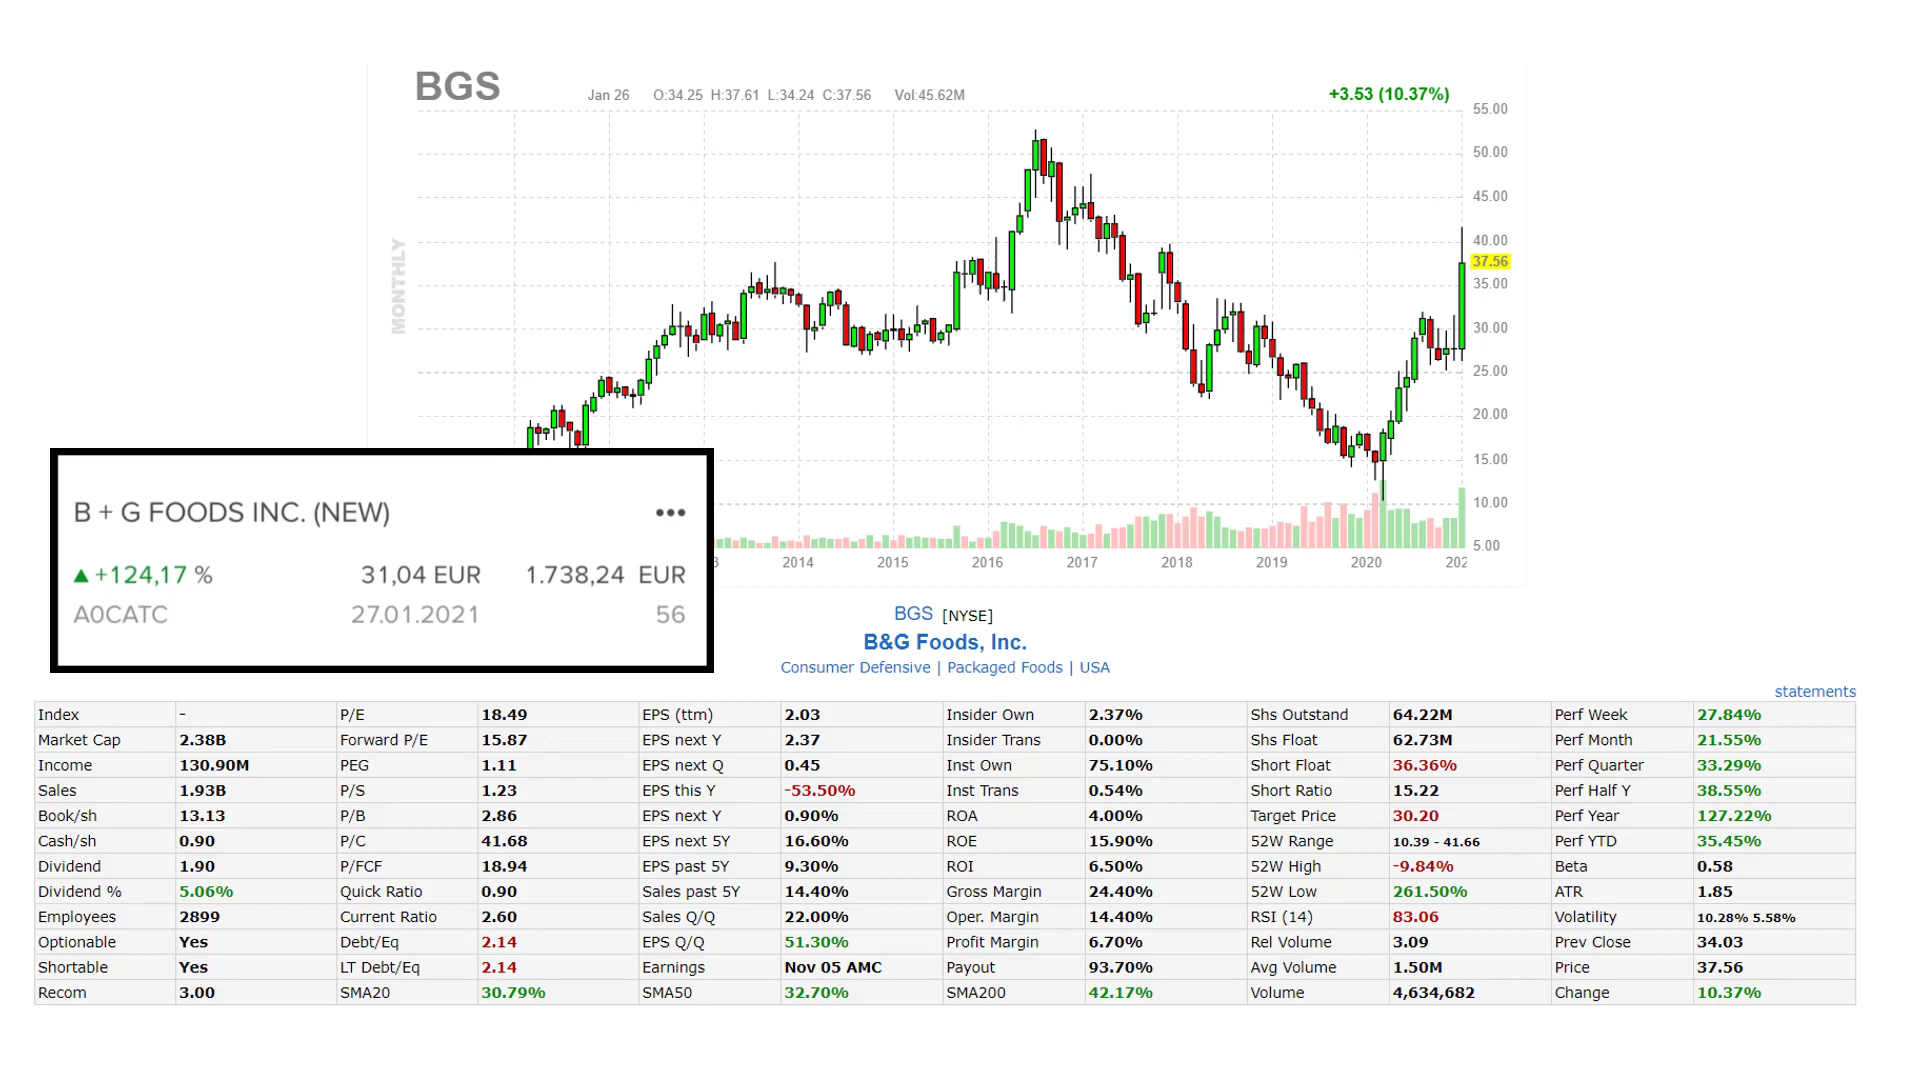 BGS
Jan 26 O:34.25 H:37.61 L:34.24 C:37.56 Vol:45.62M
+3.53 (10.37%)
55.00
50.00
45.00
40.00
37.56
35.00
30.00
25.00
20.00
15.00
10.00
5.00
MONTHLY
3 2014 2015 2016 2017 2018 2019 2020 202
B + G FOODS INC. (NEW) •••
▲+124,17 % 31,04 EUR 1.738,24 EUR
A0CATC 27.01.2021 56
BGS [NYSE]
B&G Foods, Inc.
Consumer Defensive | Packaged Foods | USA
statements
Index - P/E 18.49 EPS (ttm) 2.03 Insider Own 2.37% Shs Outstand 64.22M Perf Week 27.84%
Market Cap 2.38B Forward P/E 15.87 EPS next Y 2.37 Insider Trans 0.00% Shs Float 62.73M Perf Month 21.55%
Income 130.90M PEG 1.11 EPS next Q 0.45 Inst Own 75.10% Short Float 36.36% Perf Quarter 33.29%
Sales 1.93B P/S 1.23 EPS this Y -53.50% Inst Trans 0.54% Short Ratio 15.22 Perf Half Y 38.55%
Book/sh 13.13 P/B 2.86 EPS next Y 0.90% ROA 4.00% Target Price 30.20 Perf Year 127.22%
Cash/sh 0.90 P/C 41.68 EPS next 5Y 16.60% ROE 15.90% 52W Range 10.39 - 41.66 Perf YTD 35.45%
Dividend 1.90 P/FCF 18.94 EPS past 5Y 9.30% ROI 6.50% 52W High -9.84% Beta 0.58
Dividend % 5.06% Quick Ratio 0.90 Sales past 5Y 14.40% Gross Margin 24.40% 52W Low 261.50% ATR 1.85
Employees 2899 Current Ratio 2.60 Sales Q/Q 22.00% Oper. Margin 14.40% RSI (14) 83.06 Volatility 10.28% 5.58%
Optionable Yes Debt/Eq 2.14 EPS Q/Q 51.30% Profit Margin 6.70% Rel Volume 3.09 Prev Close 34.03
Shortable Yes LT Debt/Eq 2.14 Earnings Nov 05 AMC Payout 93.70% Avg Volume 1.50M Price 37.56
Recom 3.00 SMA20 30.79% SMA50 32.70% SMA200 42.17% Volume 4,634,682 Change 10.37%